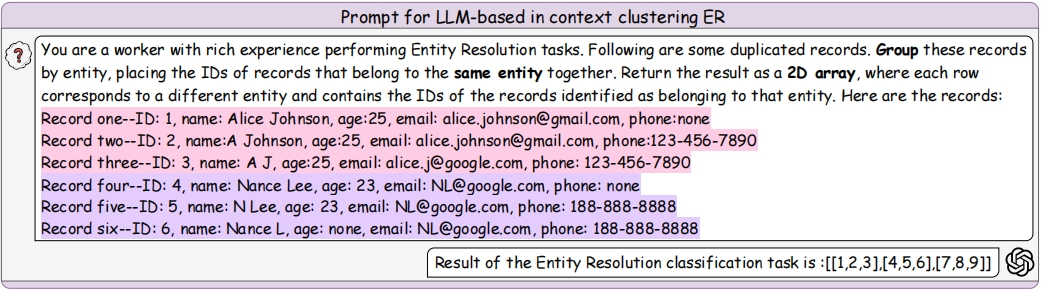 Prompt for LLM-based in context clustering ER
?
You are a worker with rich experience performing Entity Resolution tasks. Following are some duplicated records. Group these records
by entity, placing the IDs of records that belong to the same entity together. Return the result as a 2D array, where each row
corresponds to a different entity and contains the IDs of the records identified as belonging to that entity. Here are the records:
Record one--ID: 1, name: Alice Johnson, age:25, email: alice.johnson@gmail.com, phone:none
Record two--ID: 2, name:A Johnson, age:25, email: alice.johnson@gmail.com, phone:123-456-7890
Record three--ID: 3, name: A J, age:25, email: alice.j@google.com, phone: 123-456-7890
Record four--ID: 4, name: Nance Lee, age: 23, email: NL@google.com, phone: none
Record five--ID: 5, name: N Lee, age: 23, email: NL@google.com, phone: 188-888-8888
Record six--ID: 6, name: Nance L, age: none, email: NL@google.com, phone: 188-888-8888
Result of the Entity Resolution classification task is :[[1,2,3],[4,5,6],[7,8,9]]